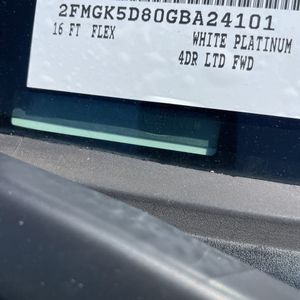 2FMGK5D80GBA24101
16 FT FLEX WHITE PLATINUM
4DR LTD FWD